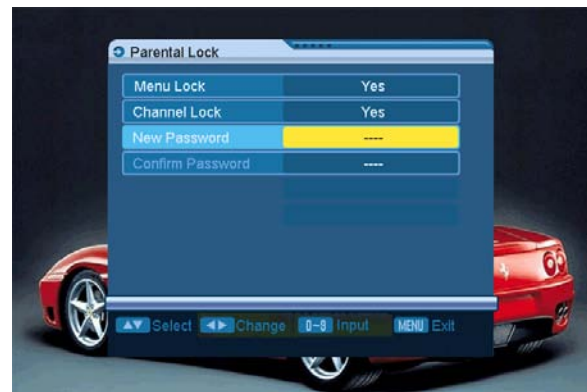 Parental Lock
Menu Lock Yes
Channel Lock Yes
New Password ----
Confirm Password ----
▲▼ Select ◄► Change 0-9 Input MENU Exit